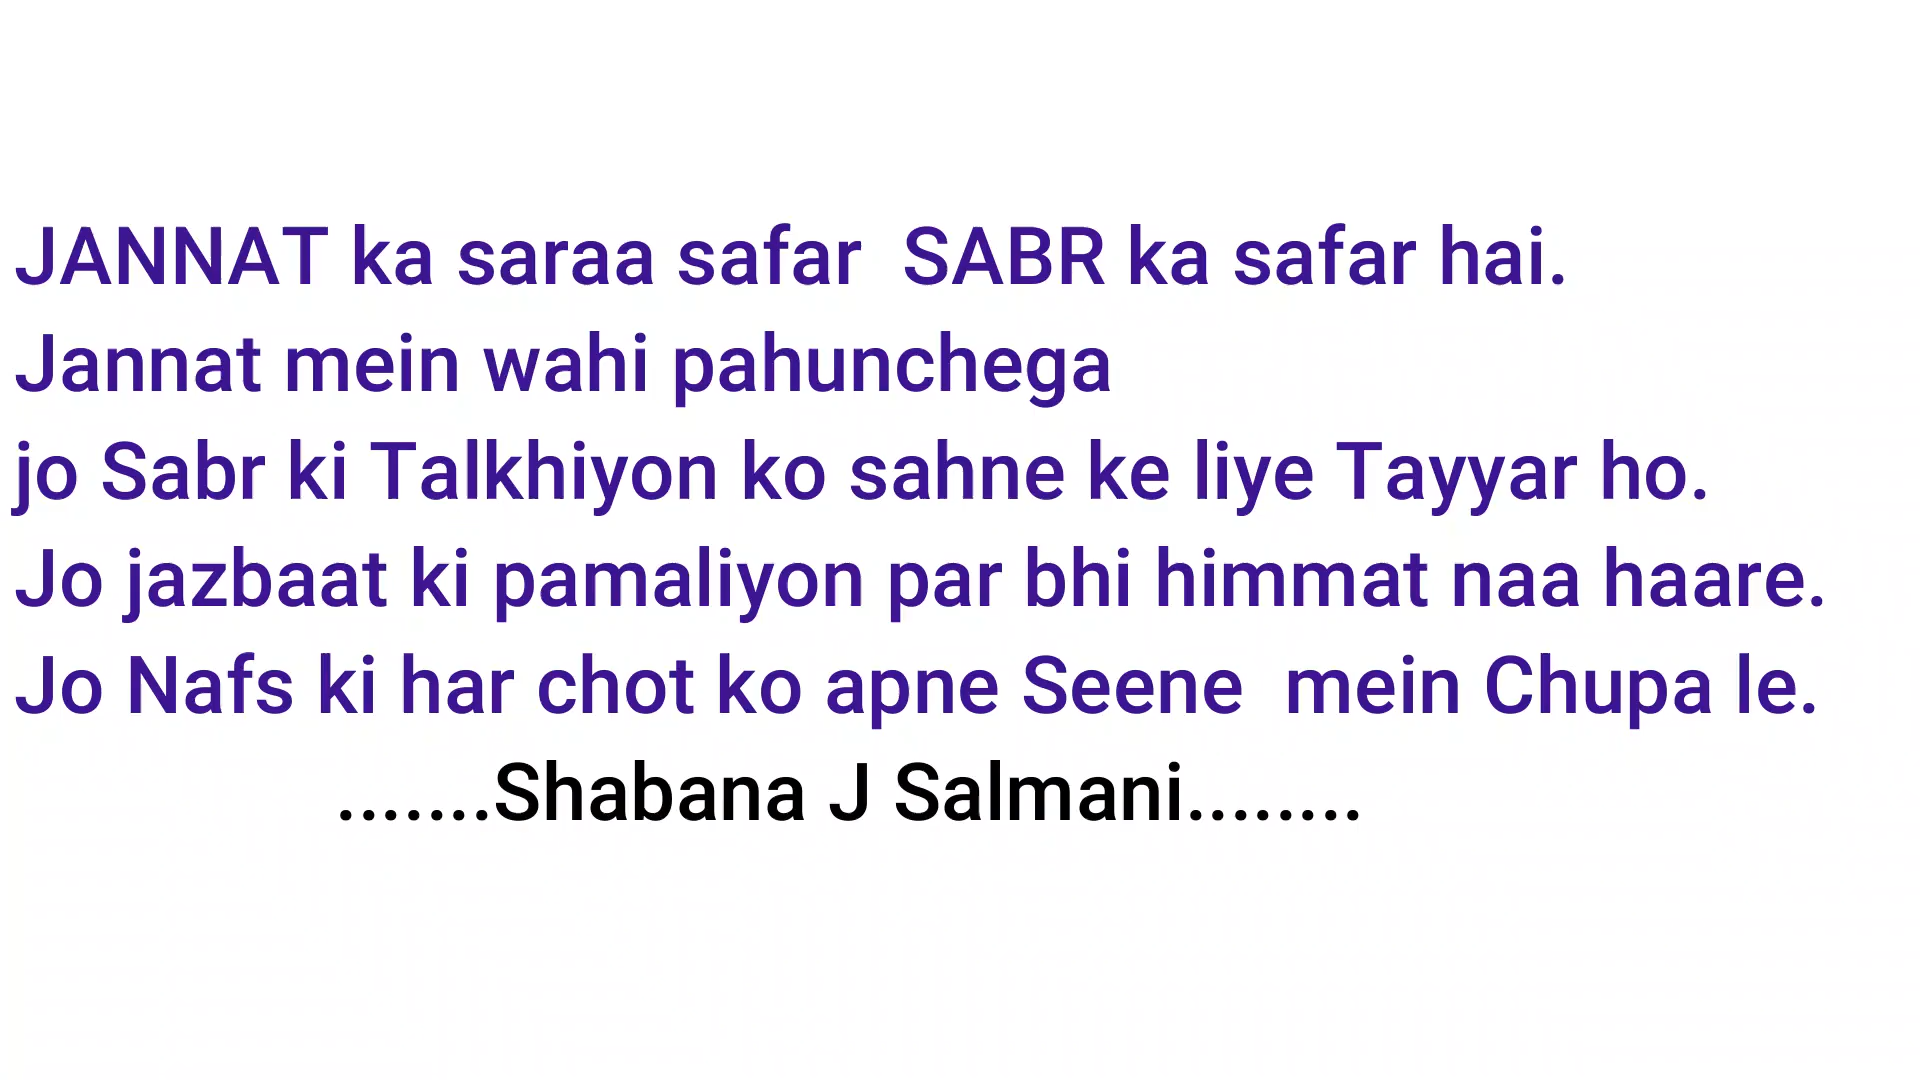 JANNAT ka saraa safar  SABR ka safar hai.
Jannat mein wahi pahunchega
jo Sabr ki Talkhiyon ko sahne ke liye Tayyar ho.
Jo jazbaat ki pamaliyon par bhi himmat naa haare.
Jo Nafs ki har chot ko apne Seene  mein Chupa le.
.......Shabana J Salmani........